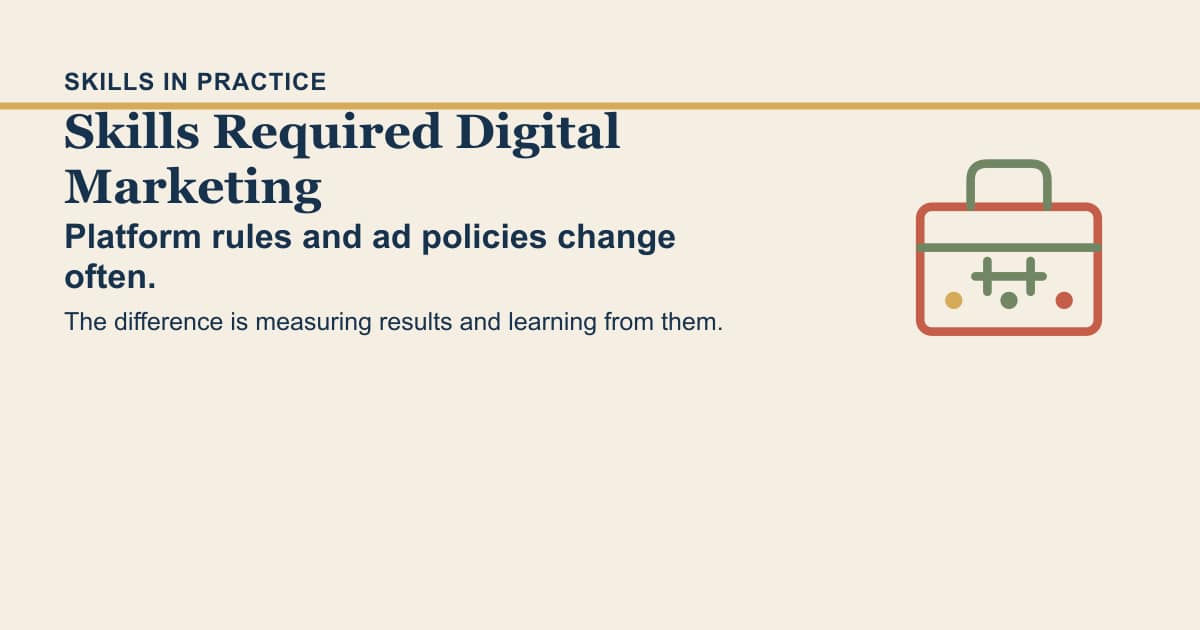 SKILLS IN PRACTICE
Skills Required Digital
Marketing
Platform rules and ad policies change
often.
The difference is measuring results and learning from them.